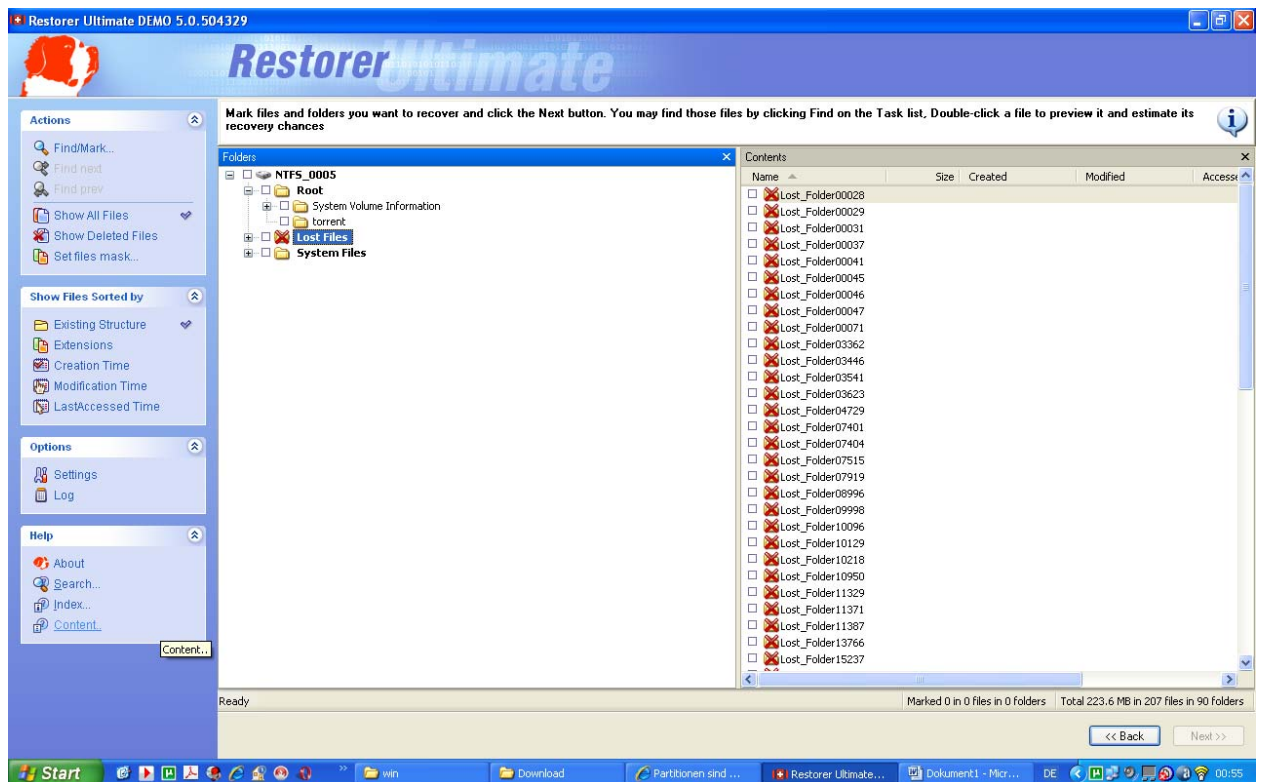 Restorer Ultimate DEMO 5.0.504329
Restorer Ultimate
Actions
Find/Mark...
Find next
Find prev
Show All Files
Show Deleted Files
Set files mask...
Show Files Sorted by
Existing Structure
Extensions
Creation Time
Modification Time
LastAccessed Time
Options
Settings
Log
Help
About
Search...
Index...
Content..
Content..
Mark files and folders you want to recover and click the Next button. You may find those files by clicking Find on the Task list, Double-click a file to preview it and estimate its
recovery chances
Folders
NTFS_0005
Root
System Volume Information
torrent
Lost Files
System Files
Contents
Name Size Created Modified Accesse
Lost_Folder00028
Lost_Folder00029
Lost_Folder00031
Lost_Folder00037
Lost_Folder00041
Lost_Folder00045
Lost_Folder00046
Lost_Folder00047
Lost_Folder00071
Lost_Folder03362
Lost_Folder03446
Lost_Folder03541
Lost_Folder03623
Lost_Folder04729
Lost_Folder07401
Lost_Folder07404
Lost_Folder07515
Lost_Folder07919
Lost_Folder08996
Lost_Folder09998
Lost_Folder10096
Lost_Folder10129
Lost_Folder10218
Lost_Folder10950
Lost_Folder11329
Lost_Folder11371
Lost_Folder11387
Lost_Folder13766
Lost_Folder15237
Ready
Marked 0 in 0 files in 0 folders
Total 223.6 MB in 207 files in 90 folders
<< Back
Next >>
Start
win
Download
Partitionen sind ...
Restorer Ultimate...
Dokument1 - Micr...
DE
00:55